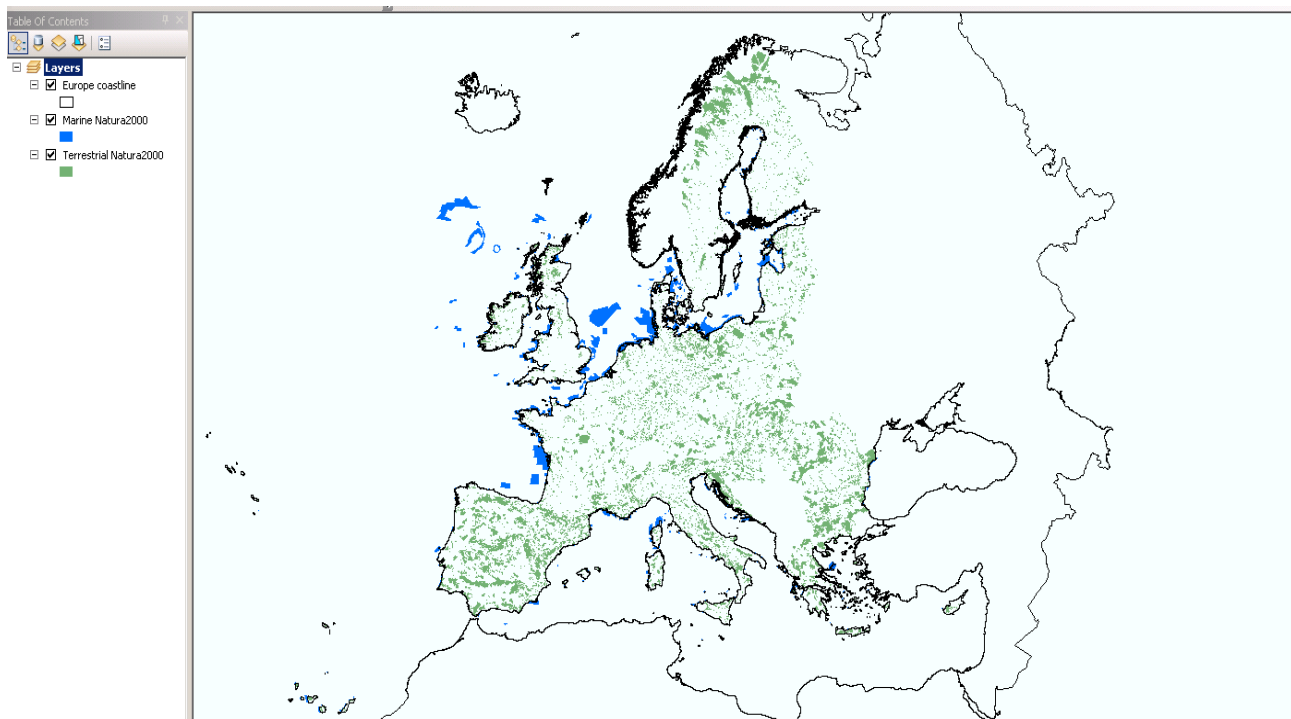 Table Of Contents
Layers
Europe coastline
Marine Natura2000
Terrestrial Natura2000